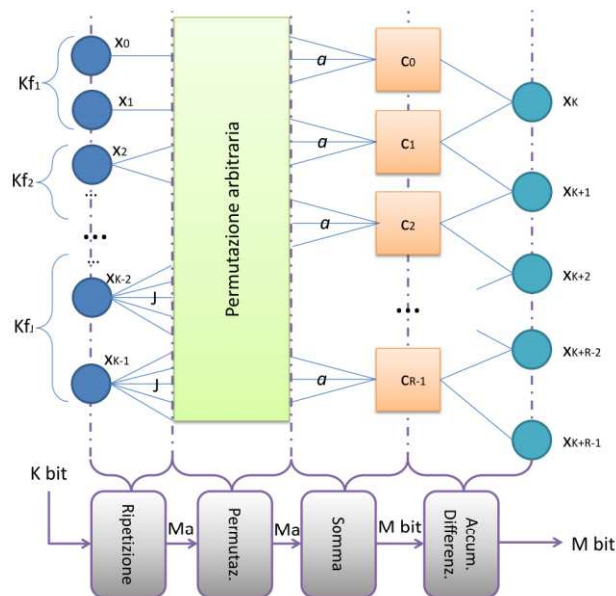 Kf1
x0
x1
Kf2
x2
...
...
...
KfJ
xK-2
J
xK-1
J
Permutazione arbitraria
a
a
a
a
c0
c1
c2
...
cR-1
xK
xK+1
xK+2
xK+R-2
xK+R-1
K bit
Ripetizione
Ma
Permutaz.
Ma
Somma
M bit
Accum.
Differenz.
M bit